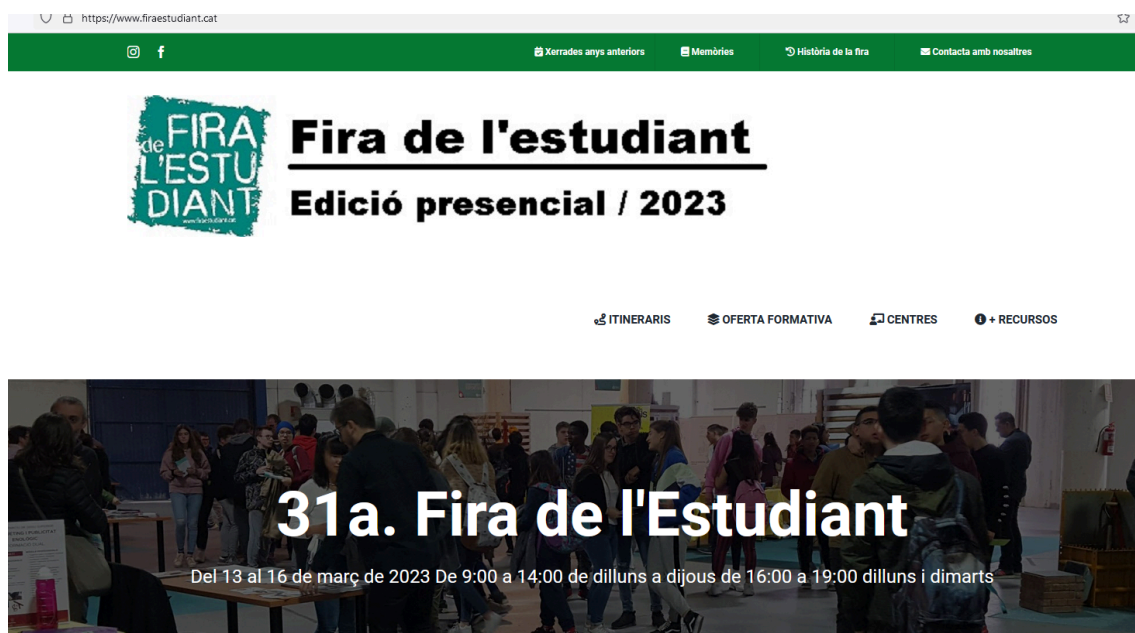 https://www.firaestudiant.cat
Xerrades anys anteriors Memòries Història de la fira Contacta amb nosaltres
de FIRA
L'ESTU
DIANT
www.firaestudiant.cat
Fira de l'estudiant
Edició presencial / 2023
ITINERARIS OFERTA FORMATIVA CENTRES + RECURSOS
31a. Fira de l'Estudiant
Del 13 al 16 de març de 2023 De 9:00 a 14:00 de dilluns a dijous de 16:00 a 19:00 dilluns i dimarts